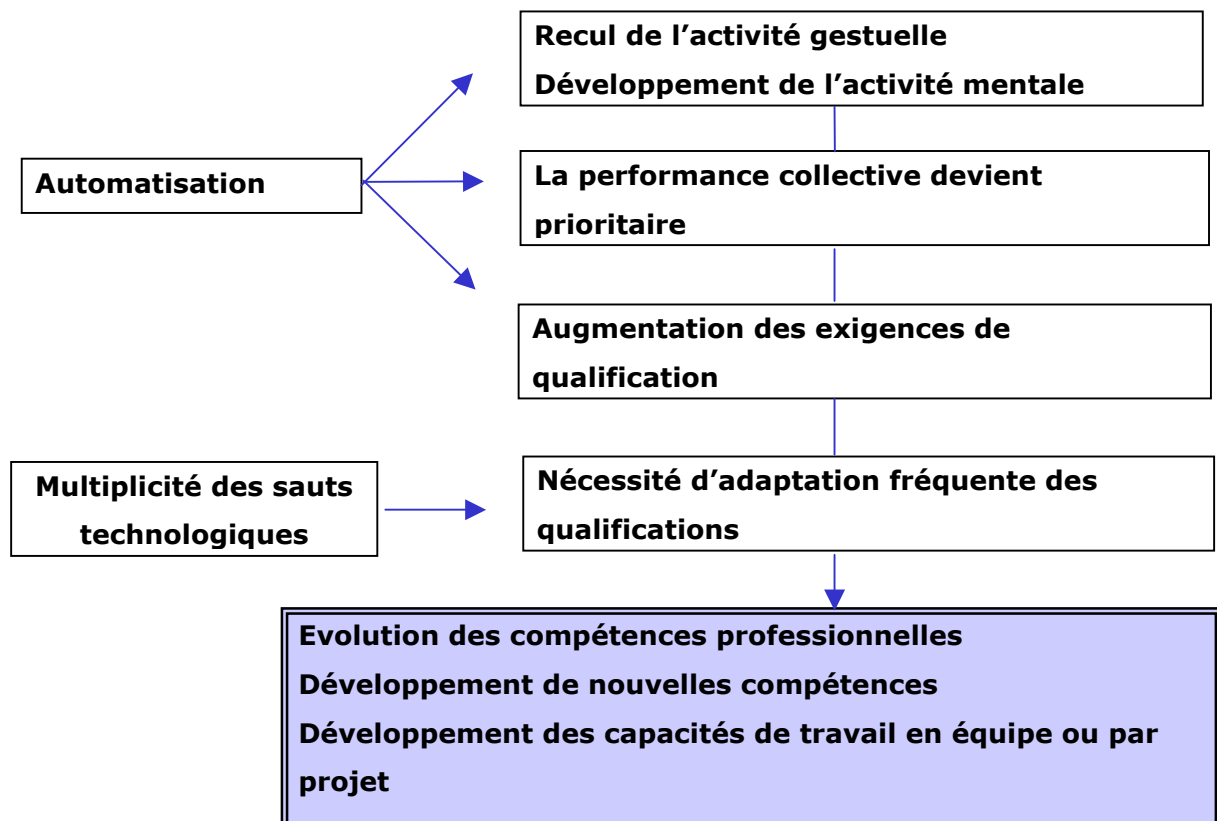 Recul de l’activité gestuelle
Développement de l’activité mentale
Automatisation
La performance collective devient
prioritaire
Augmentation des exigences de
qualification
Multiplicité des sauts
technologiques
Nécessité d’adaptation fréquente des
qualifications
Evolution des compétences professionnelles
Développement de nouvelles compétences
Développement des capacités de travail en équipe ou par
projet